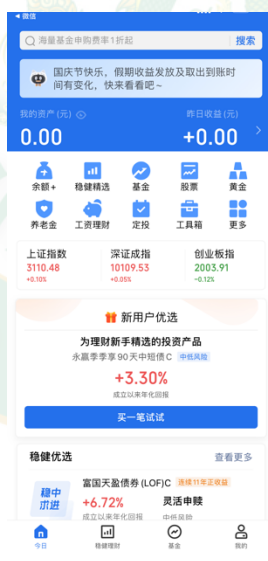 微信
海量基金申购费率1折起
搜索
国庆节快乐，假期收益发放及取出到账时间有变化，快来看看吧~
我的资产 (元)
昨日收益 (元)
0.00
+0.00
余额+
稳健精选
基金
股票
黄金
养老金
工资理财
定投
工具箱
更多
上证指数
深证成指
创业板指
3110.48
10109.53
2003.91
+0.10%
+0.05%
-0.12%
新用户优选
为理财新手精选的投资产品
永赢季季享90天中短债C 中低风险
+3.30%
成立以来年化回报
买一笔试试
稳健优选
查看更多
稳中
求进
富国天盈债券 (LOF)C 连续11年正收益
+6.72%
灵活申赎
成立以来年化回报
中低风险
今日
稳健理财
基金
我的